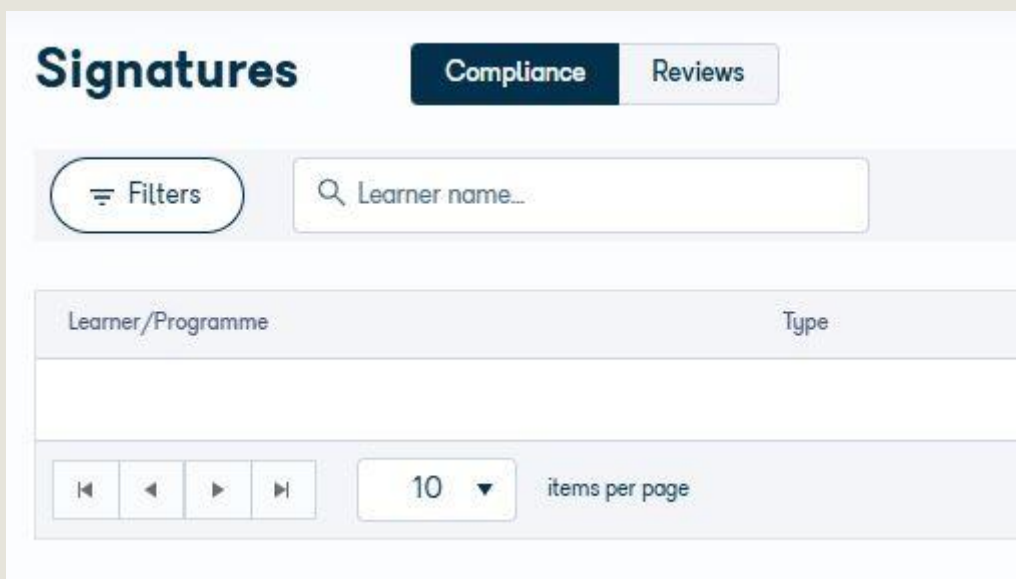 Signatures
Compliance
Reviews
Filters
Learner name...
Learner/Programme
Type
10
items per page